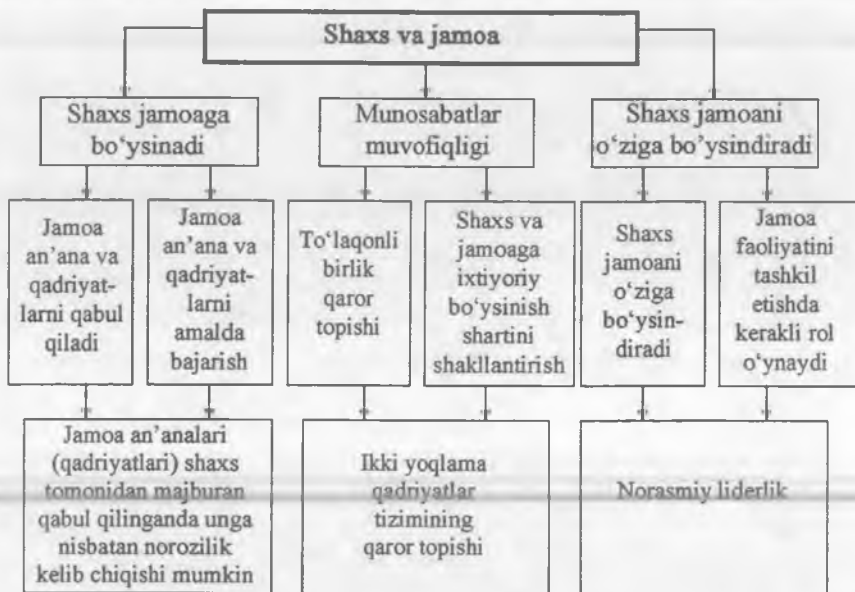 Shaxs va jamoa
Shaxs jamoaga
bo‘ysinadi
Munosabatlar
muvofiqligi
Shaxs jamoani
o‘ziga bo‘ysindiradi
Jamoa
an’ana va
qadriyat-
larni qabul
qiladi
Jamoa
an’ana va
qadriyat-
larni
amalda
bajarish
To‘laqonli
birlik
qaror
topishi
Shaxs va
jamoaga
ixtiyoriy
bo‘ysinish
shartini
shakllantirish
Shaxs
jamoani
o‘ziga
bo‘ysin-
diradi
Jamoa
faoliyatini
tashkil
etishda
kerakli rol
o‘ynaydi
Jamoa an’analari
(qadriyatlari) shaxs
tomonidan majburan
qabul qilinganda unga
nisbatan norozilik
kelib chiqishi mumkin
Ikki yoqlama
qadriyatlar
tizimining
qaror topishi
Norasmiy liderlik